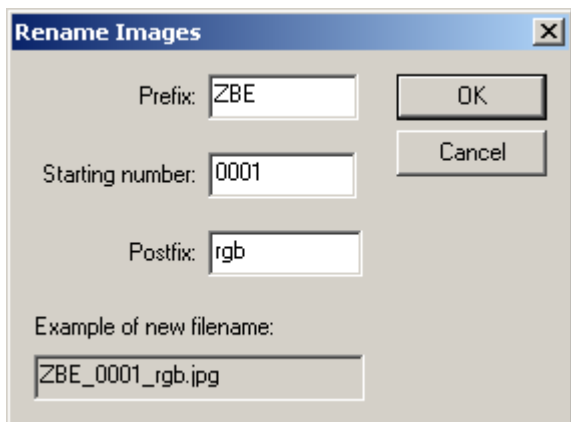 Rename Images
Prefix: ZBE
OK
Cancel
Starting number: 0001
Postfix: rgb
Example of new filename:
ZBE_0001_rgb.jpg